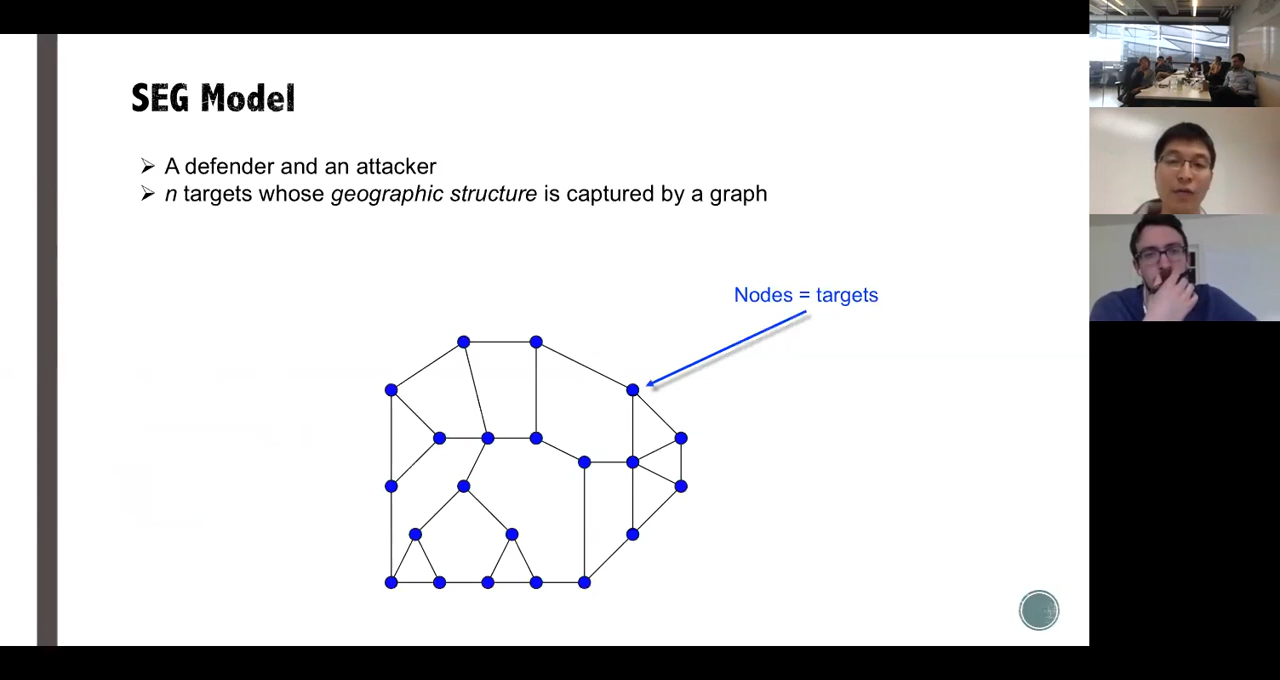 SEG Model
➢ A defender and an attacker
➢ n targets whose geographic structure is captured by a graph
Nodes = targets